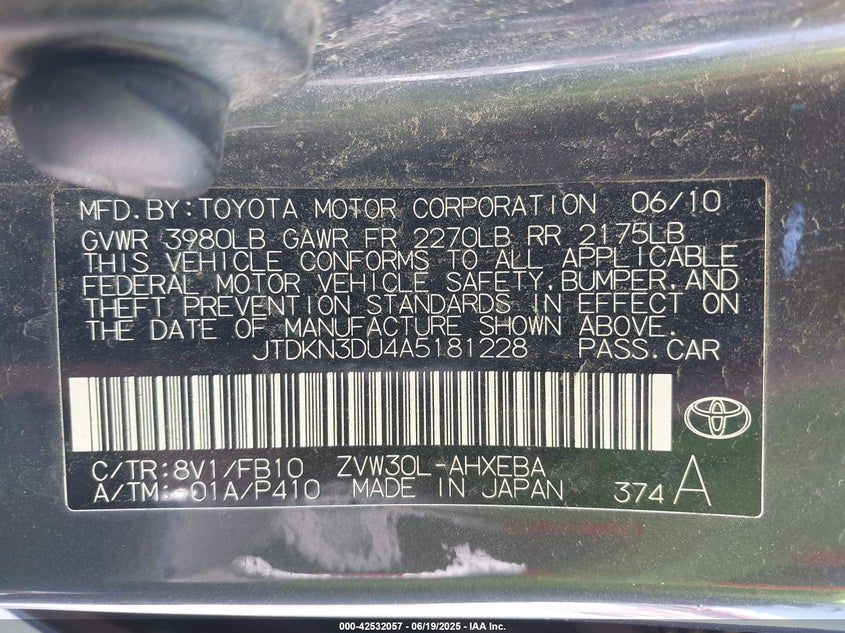 MFD.BY:TOYOTA MOTOR CORPORATION 06/10
GVWR 3980LB GAWR FR 2270LB RR 2175LB
THIS VEHICLE CONFORMS TO ALL APPLICABLE
FEDERAL MOTOR VEHICLE SAFETY,BUMPER,AND
THEFT PREVENTION STANDARDS IN EFFECT ON
THE DATE OF MANUFACTURE SHOWN ABOVE.
JTDKN3DU4A5181228 PASS.CAR
C/TR:8V1/FB10 ZVW30L-AHXEBA
A/TM:-01A/P410 MADE IN JAPAN 374 A
000-42532057 - 06/19/2025 - IAA Inc.